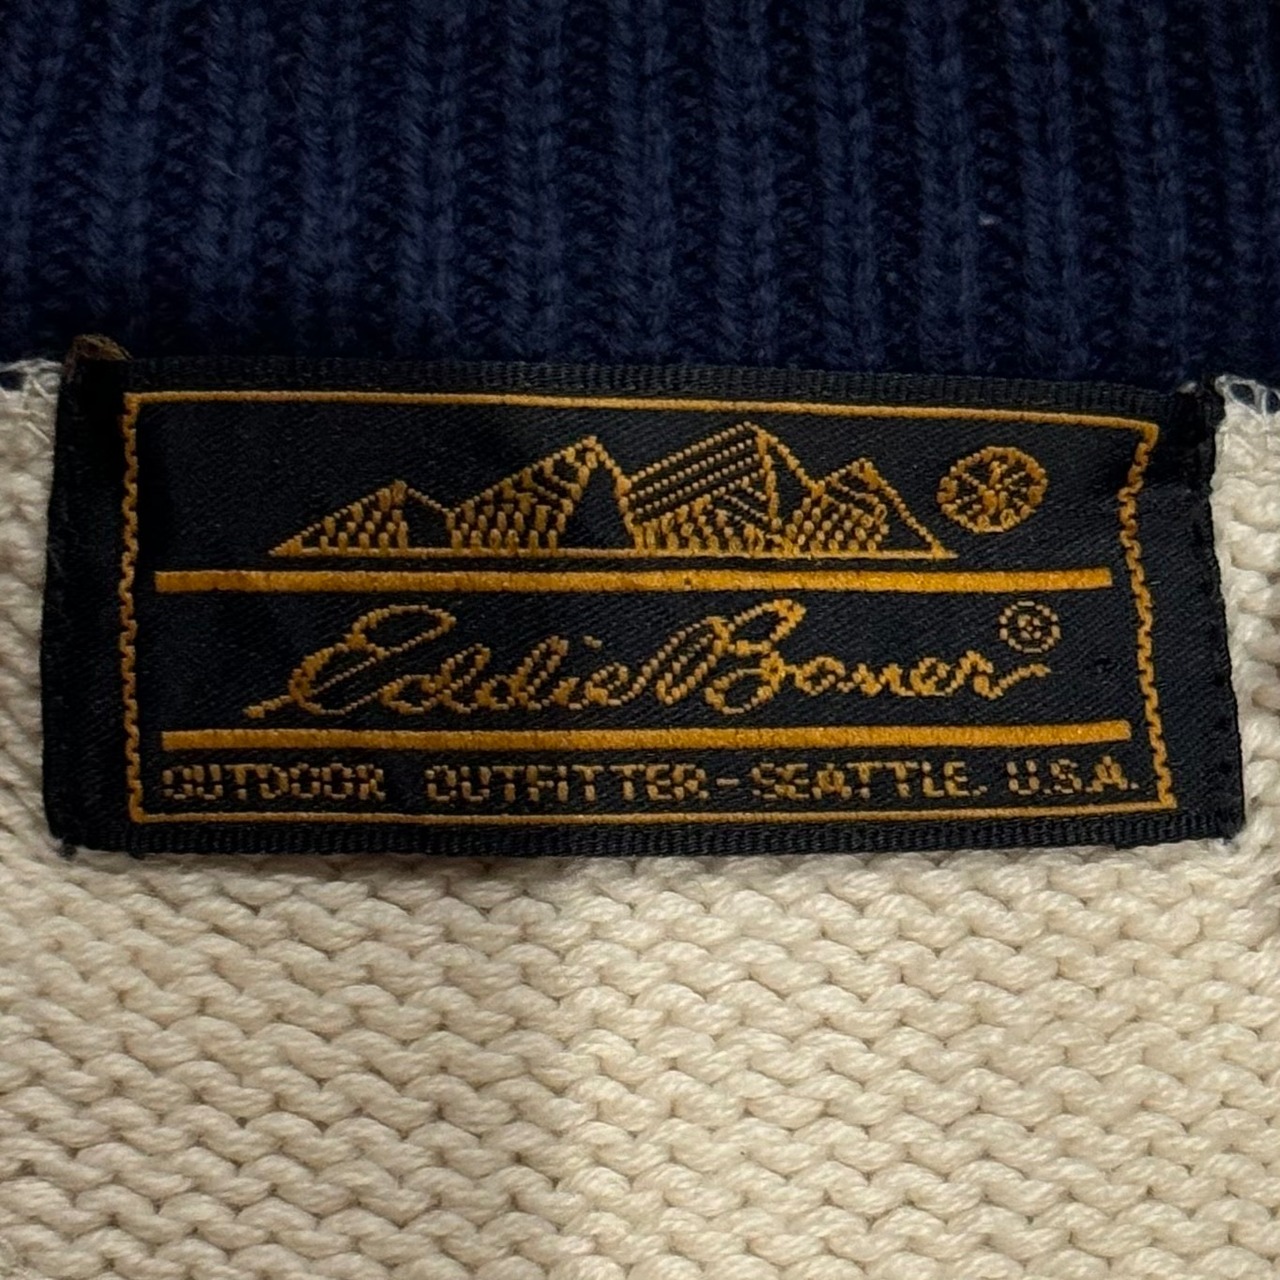 Eddie Bauer®
OUTDOOR OUTFITTER-SEATTLE. U.S.A.